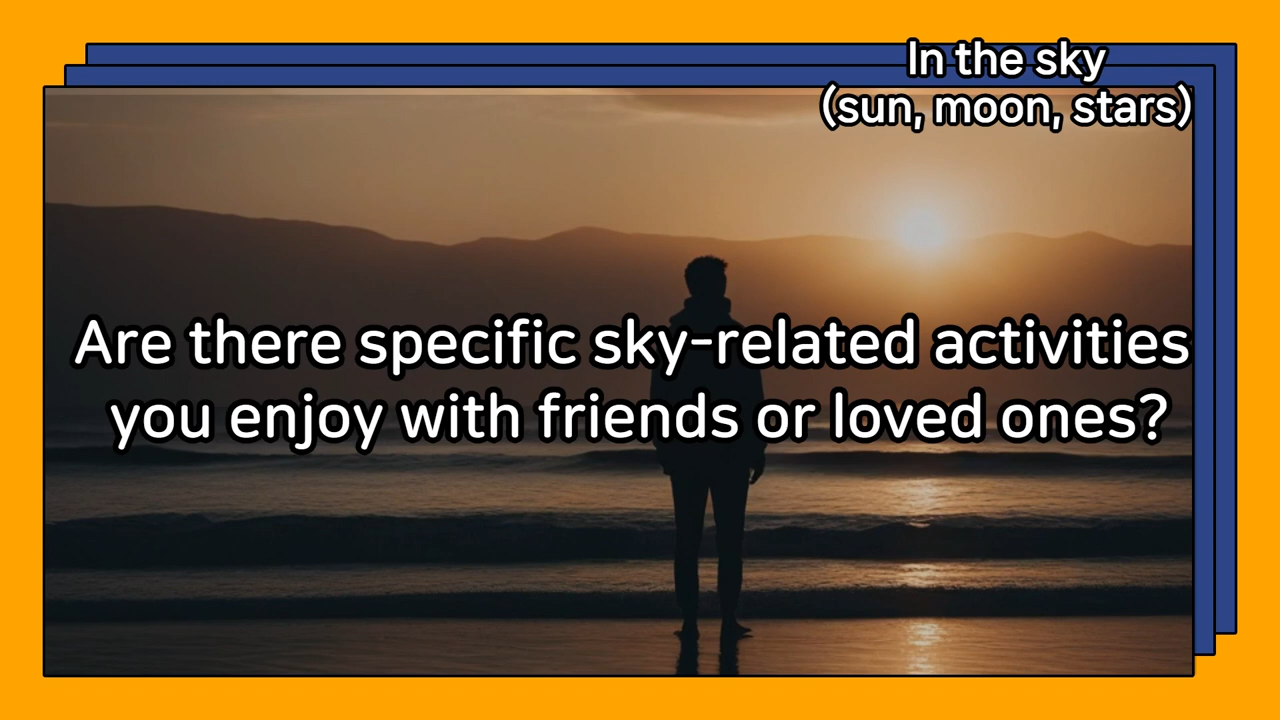 In the sky
(sun, moon, stars)
Are there specific sky-related activities
you enjoy with friends or loved ones?